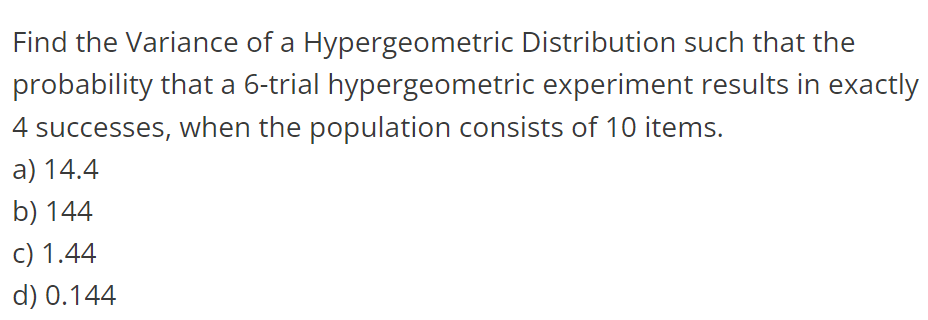 Find the Variance of a Hypergeometric Distribution such that the
probability that a 6-trial hypergeometric experiment results in exactly
4 successes, when the population consists of 10 items.
a) 14.4
b) 144
c) 1.44
d) 0.144